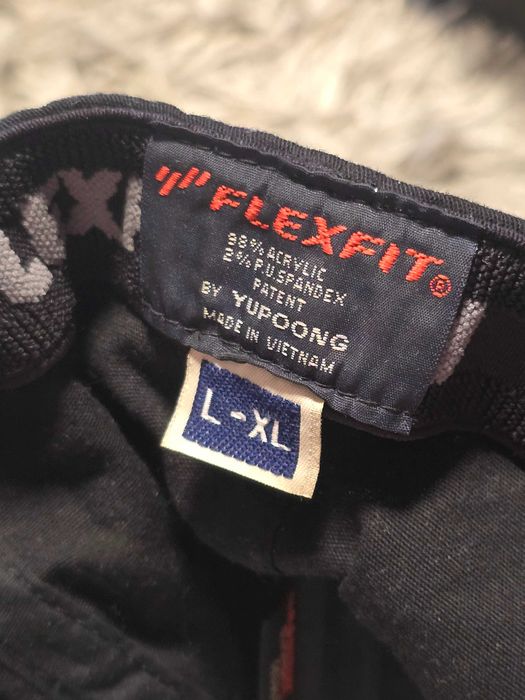 FLEXFIT®
98% ACRYLIC
2% P.U SPANDEX
PATENT
BY YUPOONG
MADE IN VIETNAM
L-XL